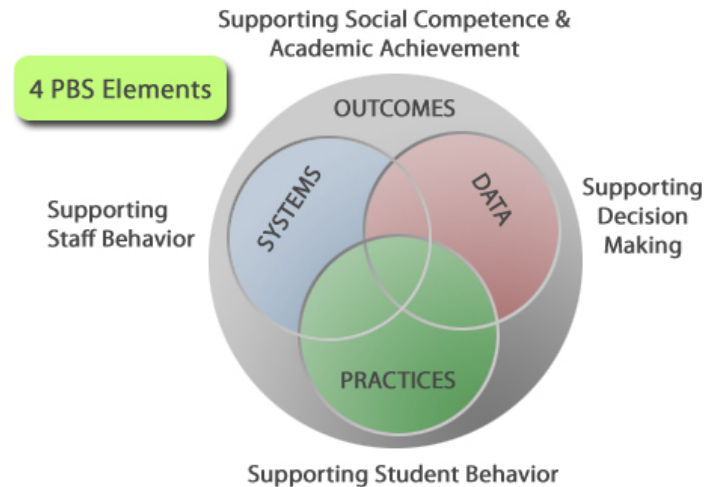 Supporting Social Competence &
Academic Achievement
4 PBS Elements
OUTCOMES
SYSTEMS
DATA
Supporting
Staff Behavior
Supporting
Decision
Making
PRACTICES
Supporting Student Behavior